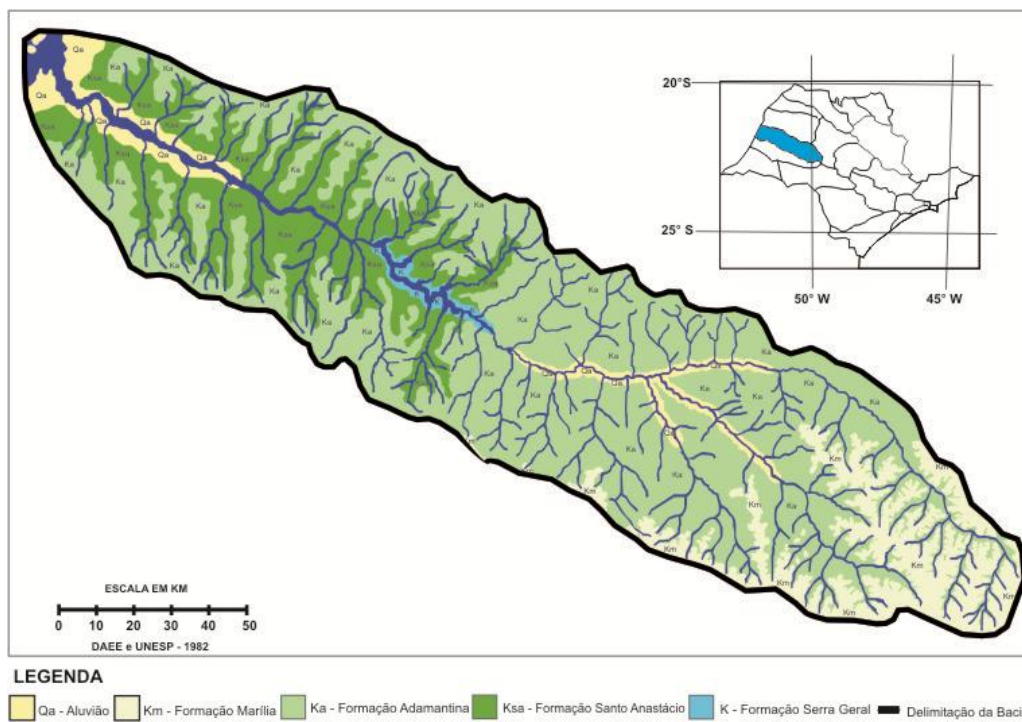 20°S
25° S
50° W
45° W
Qa
Ka
Ksa
Km
K
ESCALA EM KM
0 10 20 30 40 50
DAEE e UNESP - 1982
LEGENDA
Qa - Aluvião
Km - Formação Marília
Ka - Formação Adamantina
Ksa - Formação Santo Anastácio
K - Formação Serra Geral
Delimitação da Baci